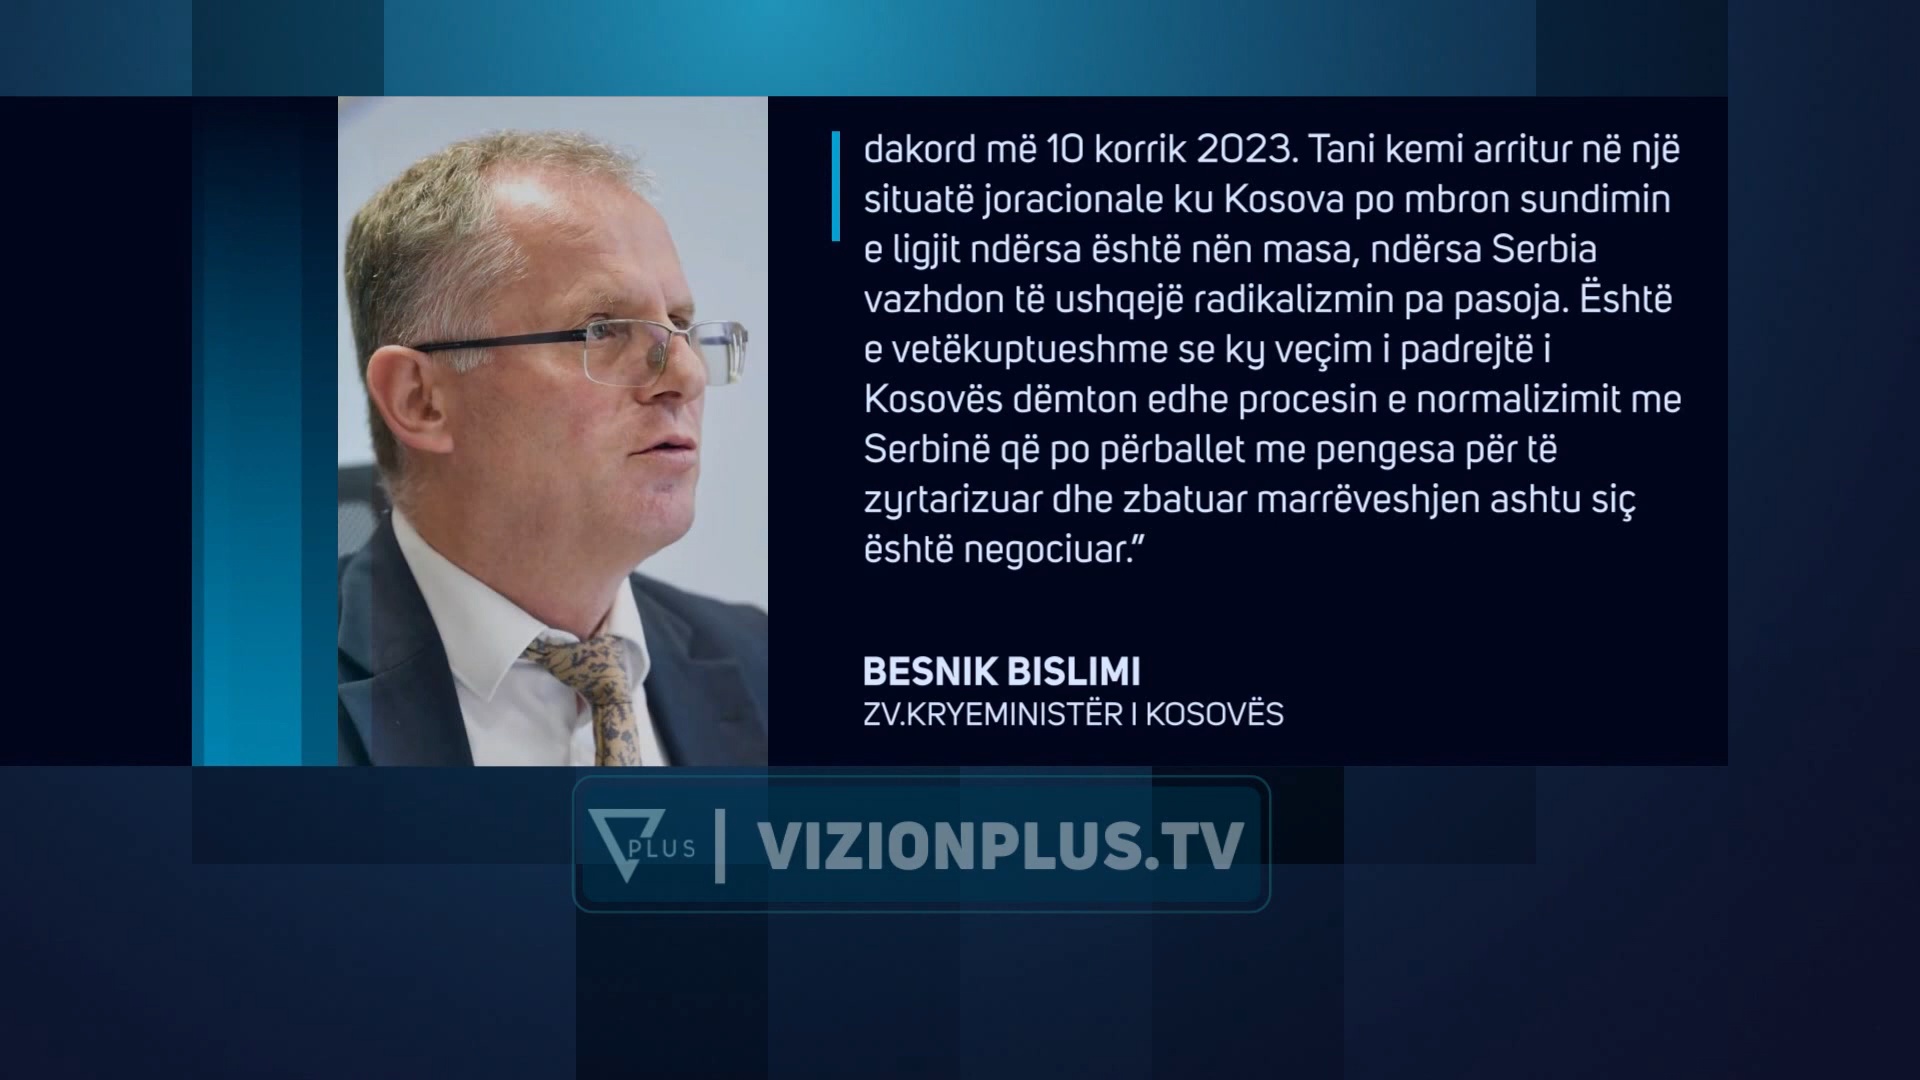 dakord më 10 korrik 2023. Tani kemi arritur në një
situatë joracionale ku Kosova po mbron sundimin
e ligjit ndërsa është nën masa, ndërsa Serbia
vazhdon të ushqejë radikalizmin pa pasoja. Është
e vetëkuptueshme se ky veçim i padrejtë i
Kosovës dëmton edhe procesin e normalizimit me
Serbinë që po përballet me pengesa për të
zyrtarizuar dhe zbatuar marrëveshjen ashtu siç
është negociuar.”
BESNIK BISLIMI
ZV.KRYEMINISTËR I KOSOVËS
PLUS | VIZIONPLUS.TV